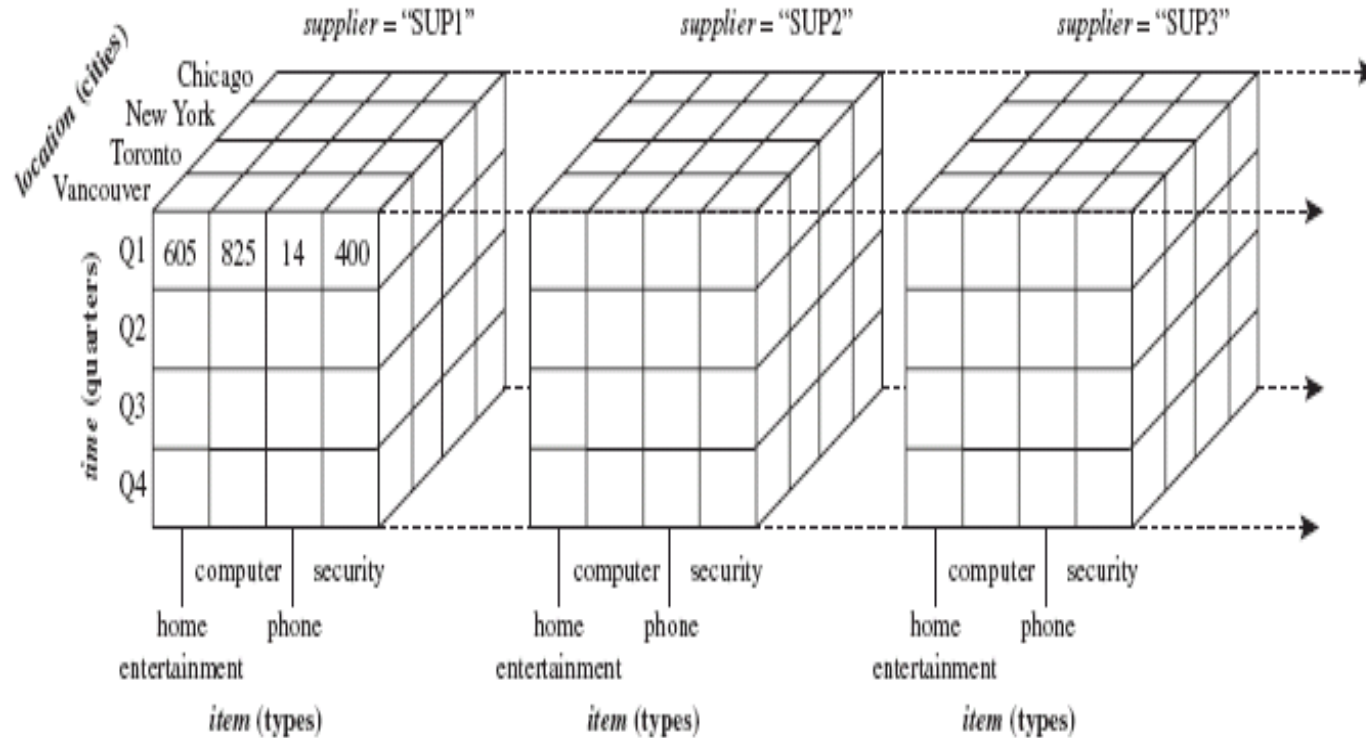 supplier = “SUP1”
supplier = “SUP2”
supplier = “SUP3”
location (cities)
Chicago
New York
Toronto
Vancouver
time (quarters)
Q1 605 825 14 400
Q2
Q3
Q4
computer security
computer security
computer security
home phone
home phone
home phone
entertainment
entertainment
entertainment
item (types)
item (types)
item (types)